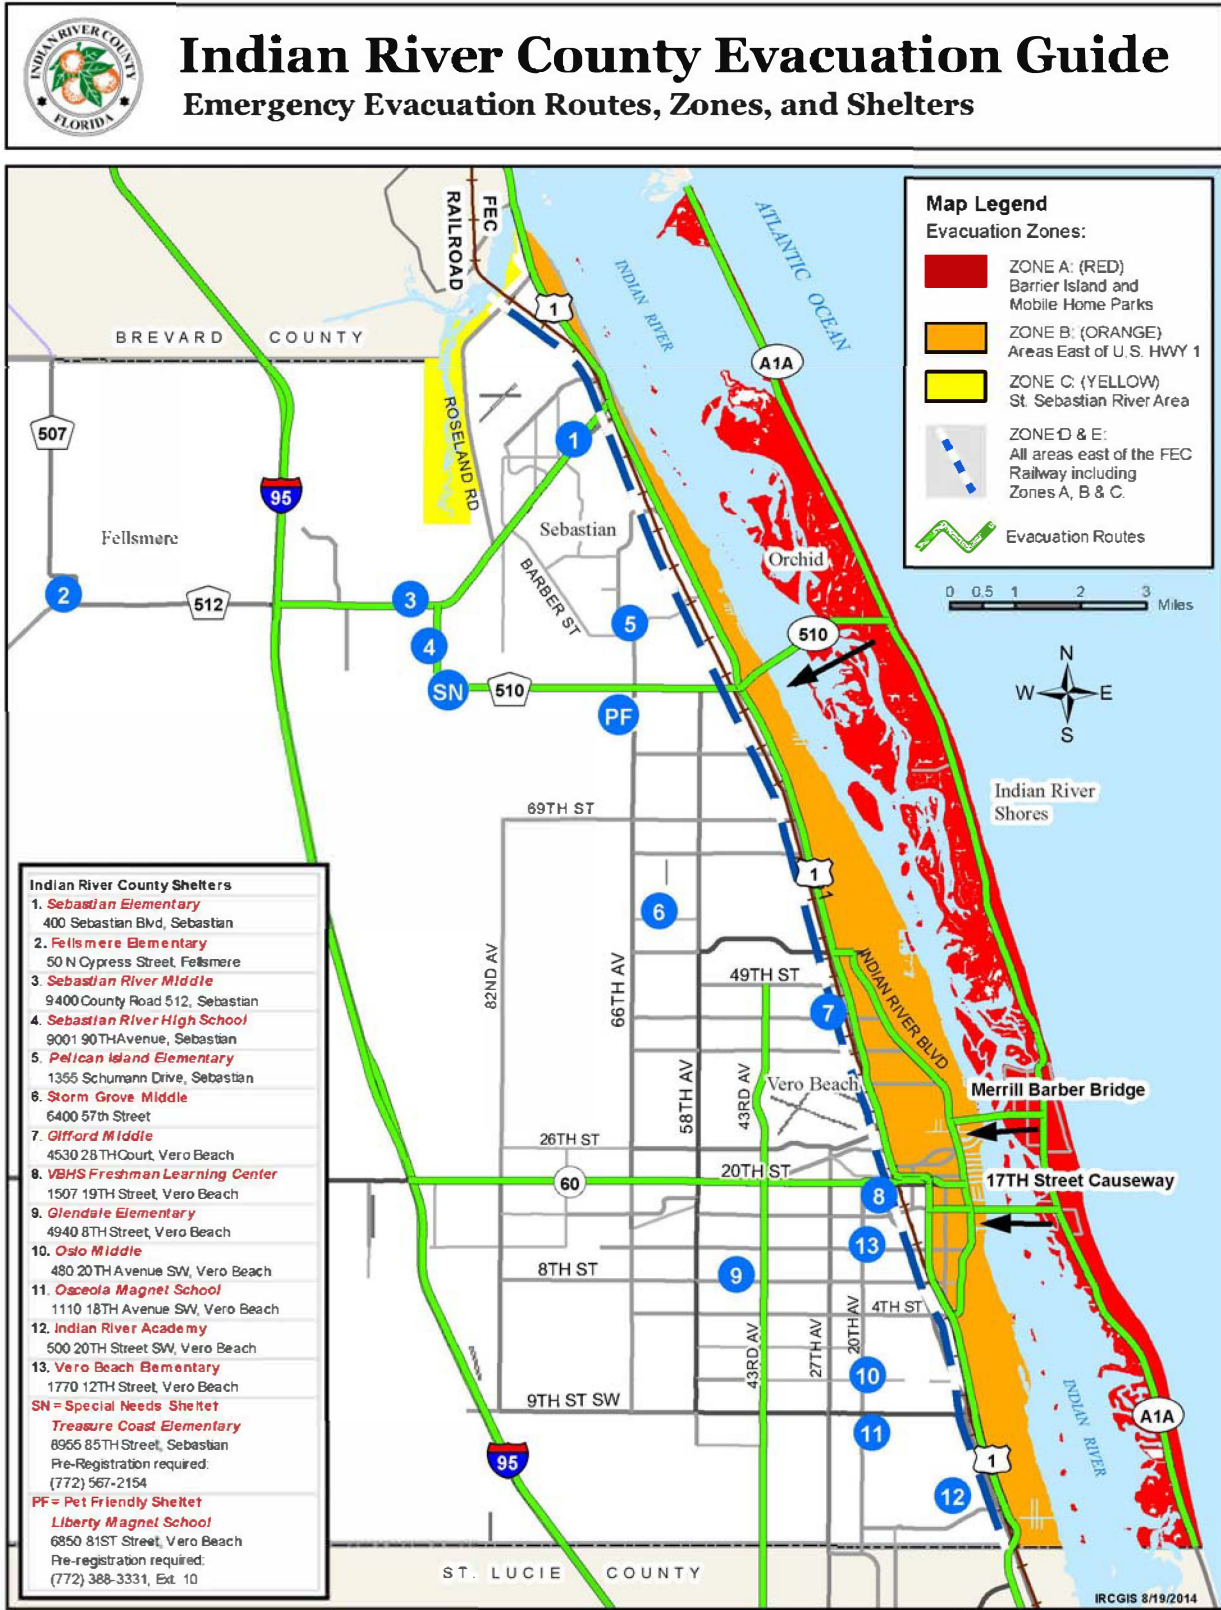 INDIAN RIVER COUNTY
FLORIDA
Indian River County Evacuation Guide
Emergency Evacuation Routes, Zones, and Shelters
Map Legend
Evacuation Zones:
ZONE A: (RED)
Barrier Island and
Mobile Home Parks
ZONE B: (ORANGE)
Areas East of U.S. HWY 1
ZONE C: (YELLOW)
St. Sebastian River Area
ZONE D & E:
All areas east of the FEC
Railway including
Zones A, B & C.
Evacuation Routes
0 0.5 1 2 3
Miles
N
W E
S
FEC
RAILROAD
ATLANTIC OCEAN
INDIAN RIVER
BREVARD COUNTY
1
A1A
507
ROSELAND RD
1
95
Sebastian
Fellsmere
Orchid
BARBER ST
2
512
3
5
510
4
SN
510
PF
Indian River
Shores
69TH ST
1
6
82ND AV
66TH AV
49TH ST
INDIAN RIVER BLVD
7
58TH AV
43RD AV
Vero Beach
Merrill Barber Bridge
26TH ST
20TH ST
60
17TH Street Causeway
8
13
8TH ST
9
4TH ST
43RD AV
27TH AV
20TH AV
10
9TH ST SW
11
INDIAN RIVER
A1A
95
1
12
ST. LUCIE COUNTY
IRCGIS 8/19/2014
Indian River County Shelters
1. Sebastian Elementary
400 Sebastian Blvd, Sebastian
2. Fellsmere Elementary
50 N Cypress Street, Fellsmere
3. Sebastian River Middle
9400 County Road 512, Sebastian
4. Sebastian River High School
9001 90TH Avenue, Sebastian
5. Pelican Island Elementary
1355 Schumann Drive, Sebastian
6. Storm Grove Middle
6400 57th Street
7. Gifford Middle
4530 28TH Court, Vero Beach
8. VBHS Freshman Learning Center
1507 19TH Street, Vero Beach
9. Glendale Elementary
4940 8TH Street, Vero Beach
10. Oslo Middle
480 20TH Avenue SW, Vero Beach
11. Osceola Magnet School
1110 18TH Avenue SW, Vero Beach
12. Indian River Academy
500 20TH Street SW, Vero Beach
13. Vero Beach Elementary
1770 12TH Street, Vero Beach
SN = Special Needs Shelter
Treasure Coast Elementary
8955 85TH Street, Sebastian
Pre-Registration required:
(772) 567-2154
PF = Pet Friendly Shelter
Liberty Magnet School
6850 81ST Street, Vero Beach
Pre-registration required:
(772) 388-3331, Ext. 10